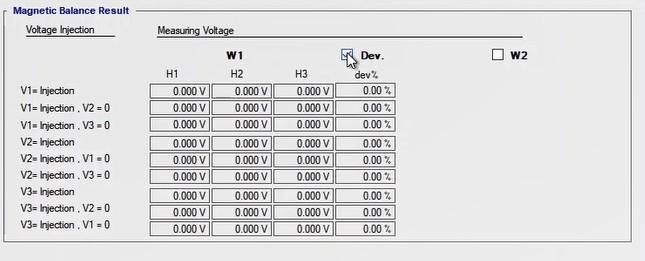 Magnetic Balance Result
Voltage Injection Measuring Voltage
W1 Dev. W2
H1 H2 H3 dev%
V1= Injection 0.000 V 0.000 V 0.000 V 0.00 %
V1= Injection , V2 = 0 0.000 V 0.000 V 0.000 V 0.00 %
V1= Injection , V3 = 0 0.000 V 0.000 V 0.000 V 0.00 %
V2= Injection 0.000 V 0.000 V 0.000 V 0.00 %
V2= Injection , V1 = 0 0.000 V 0.000 V 0.000 V 0.00 %
V2= Injection , V3 = 0 0.000 V 0.000 V 0.000 V 0.00 %
V3= Injection 0.000 V 0.000 V 0.000 V 0.00 %
V3= Injection , V2 = 0 0.000 V 0.000 V 0.000 V 0.00 %
V3= Injection , V1 = 0 0.000 V 0.000 V 0.000 V 0.00 %